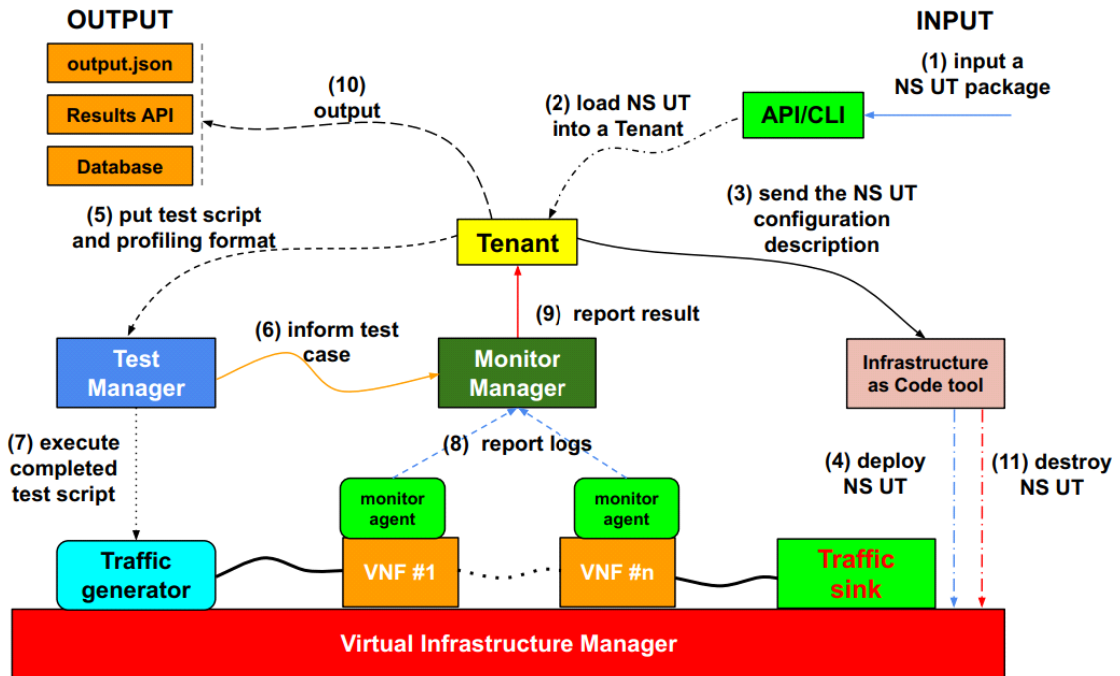 OUTPUT
INPUT
output.json
Results API
Database
(10)
output
(2) load NS UT
into a Tenant
API/CLI
(1) input a
NS UT package
(5) put test script
and profiling format
Tenant
(3) send the NS UT
configuration
description
(9) report result
(6) inform test
case
Test
Manager
Monitor
Manager
Infrastructure
as Code tool
(7) execute
completed
test script
(8) report logs
(4) deploy
NS UT
(11) destroy
NS UT
monitor
agent
monitor
agent
Traffic
generator
VNF #1
VNF #n
Traffic
sink
Virtual Infrastructure Manager